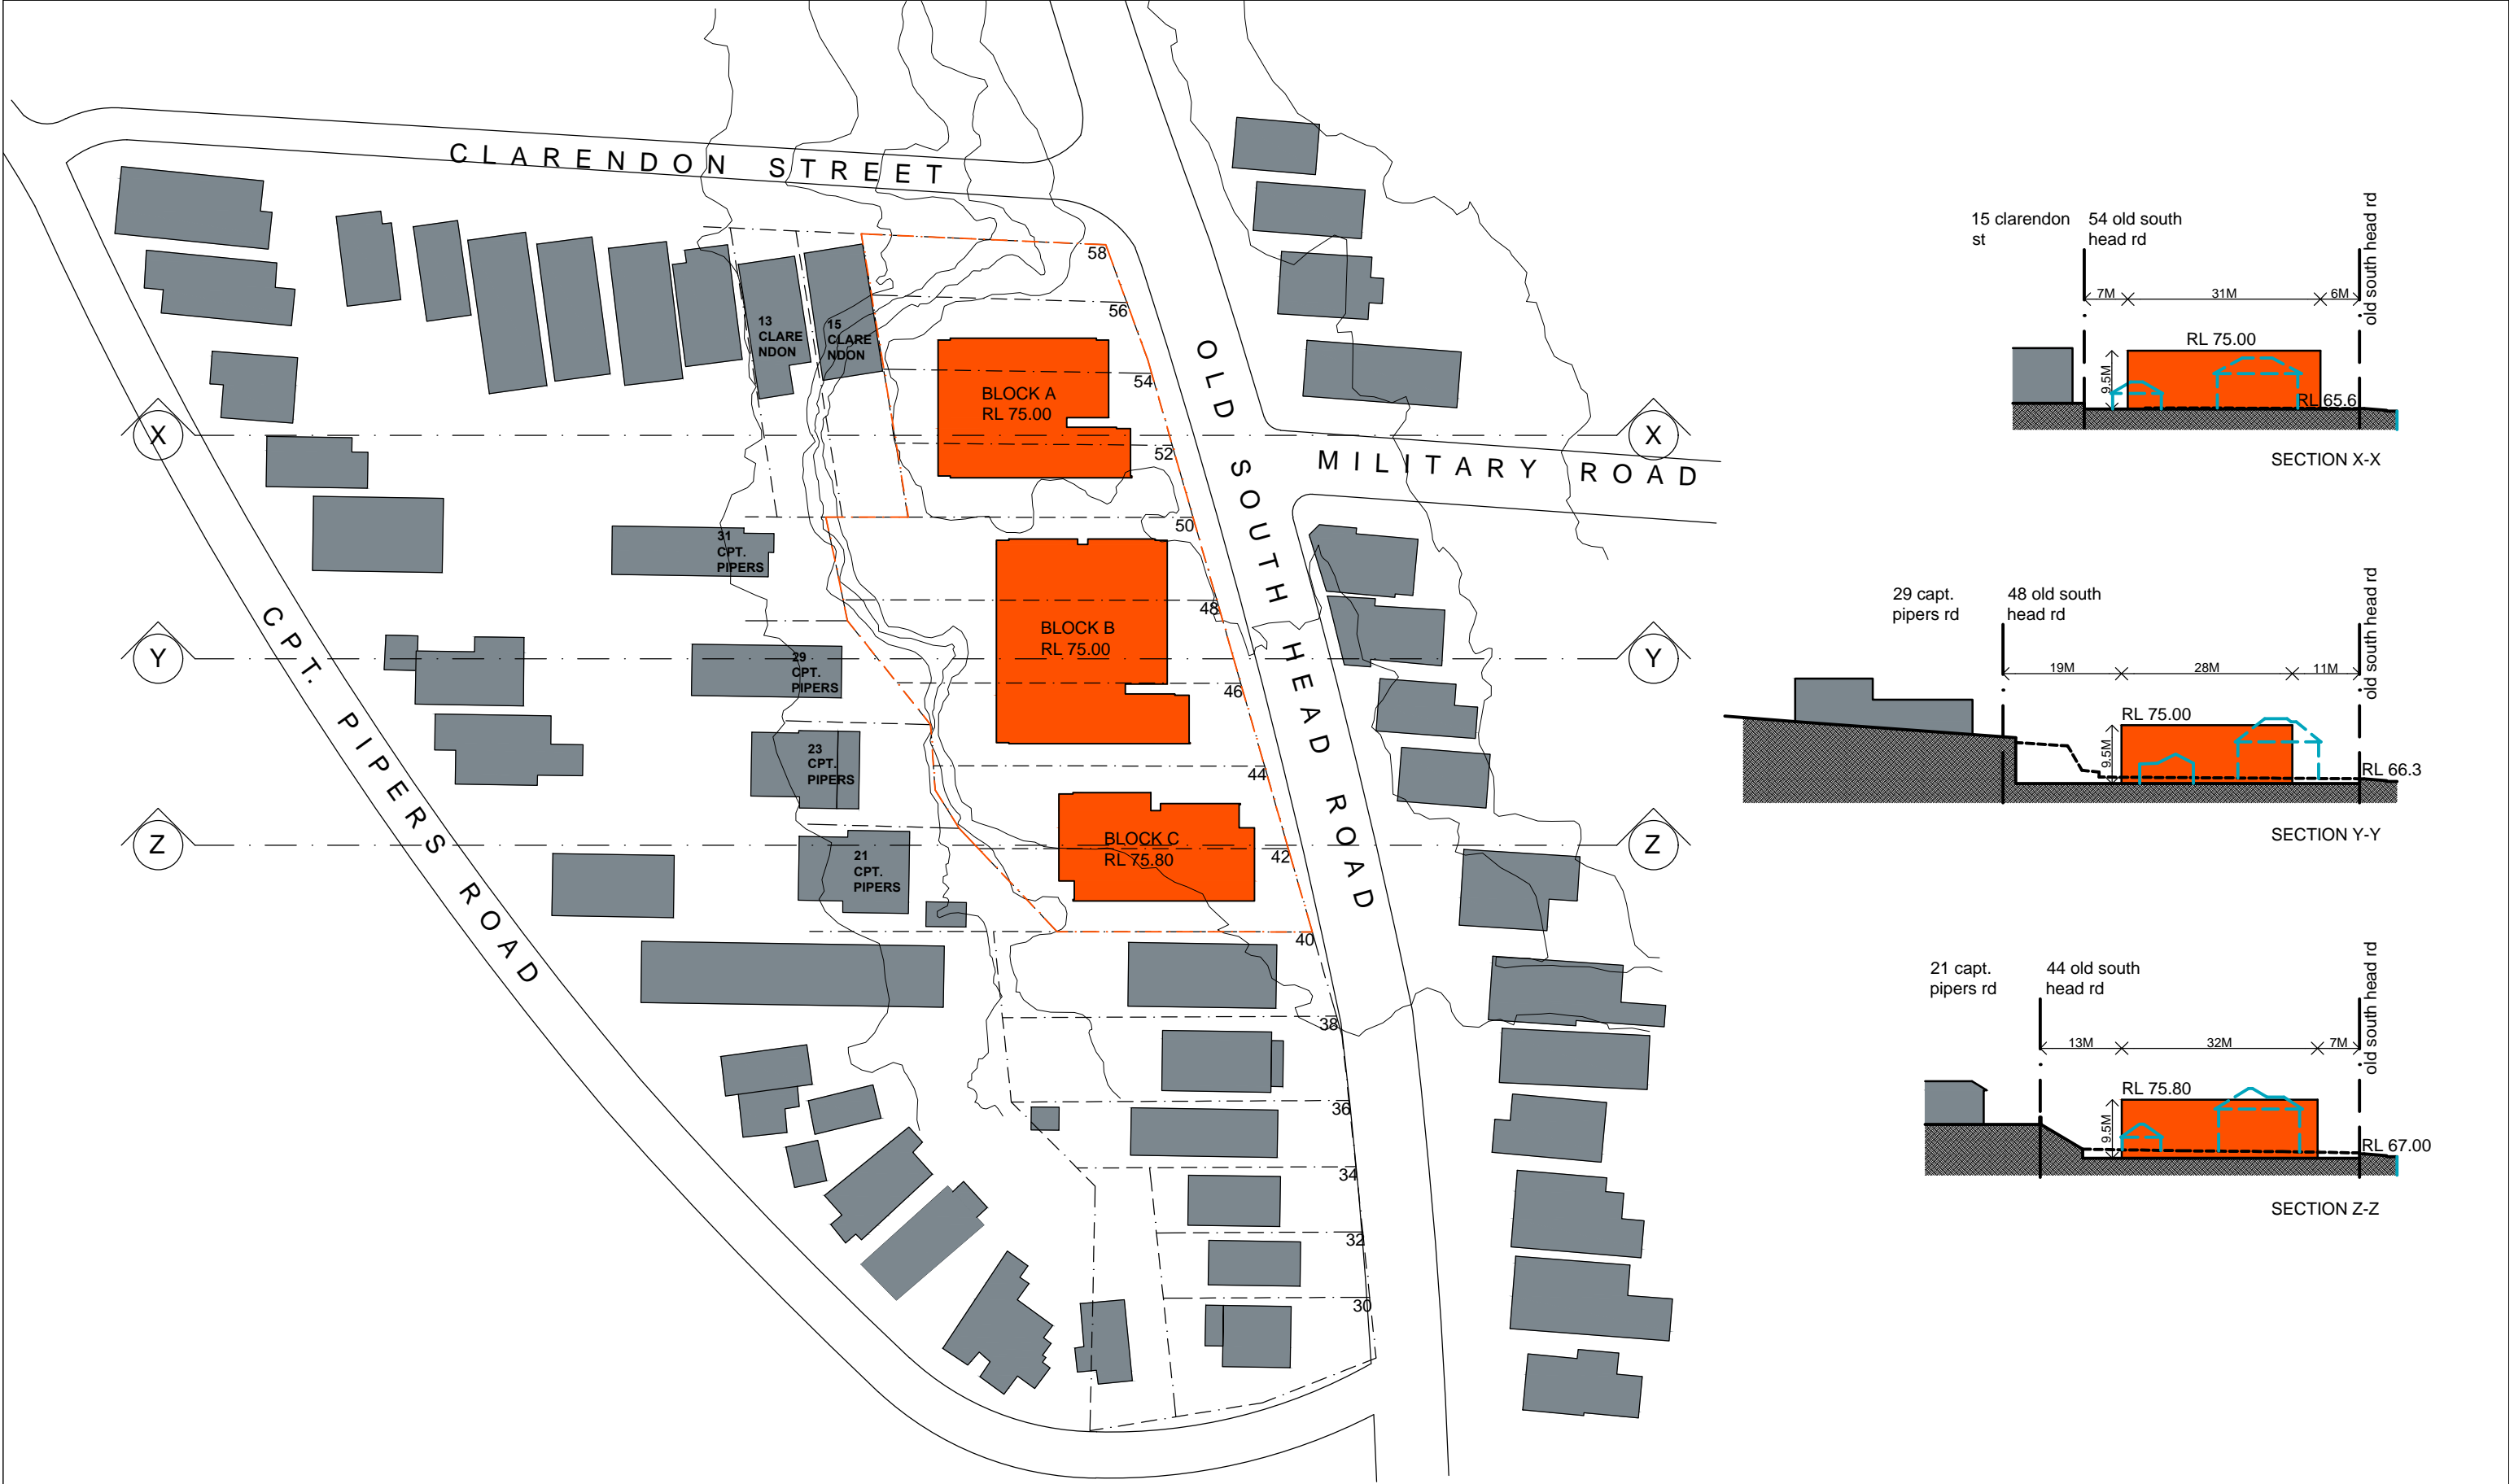 CLARENDON STREET
OLD SOUTH HEAD ROAD
MILITARY ROAD
CPT. PIPERS ROAD
58
56
54
52
50
48
46
44
42
40
38
36
34
32
30
13
CLARE
NDON
15
CLARE
NDON
31
CPT.
PIPERS
29
CPT.
PIPERS
23
CPT.
PIPERS
21
CPT.
PIPERS
BLOCK A
RL 75.00
BLOCK B
RL 75.00
BLOCK C
RL 75.80
X
X
Y
Y
Z
Z
15 clarendon
st
54 old south
head rd
old south head rd
7M
31M
6M
RL 75.00
9.5M
RL 65.6
SECTION X-X
29 capt.
pipers rd
48 old south
head rd
old south head rd
19M
28M
11M
RL 75.00
9.5M
RL 66.3
SECTION Y-Y
21 capt.
pipers rd
44 old south
head rd
old south head rd
13M
32M
7M
RL 75.80
9.5M
RL 67.00
SECTION Z-Z